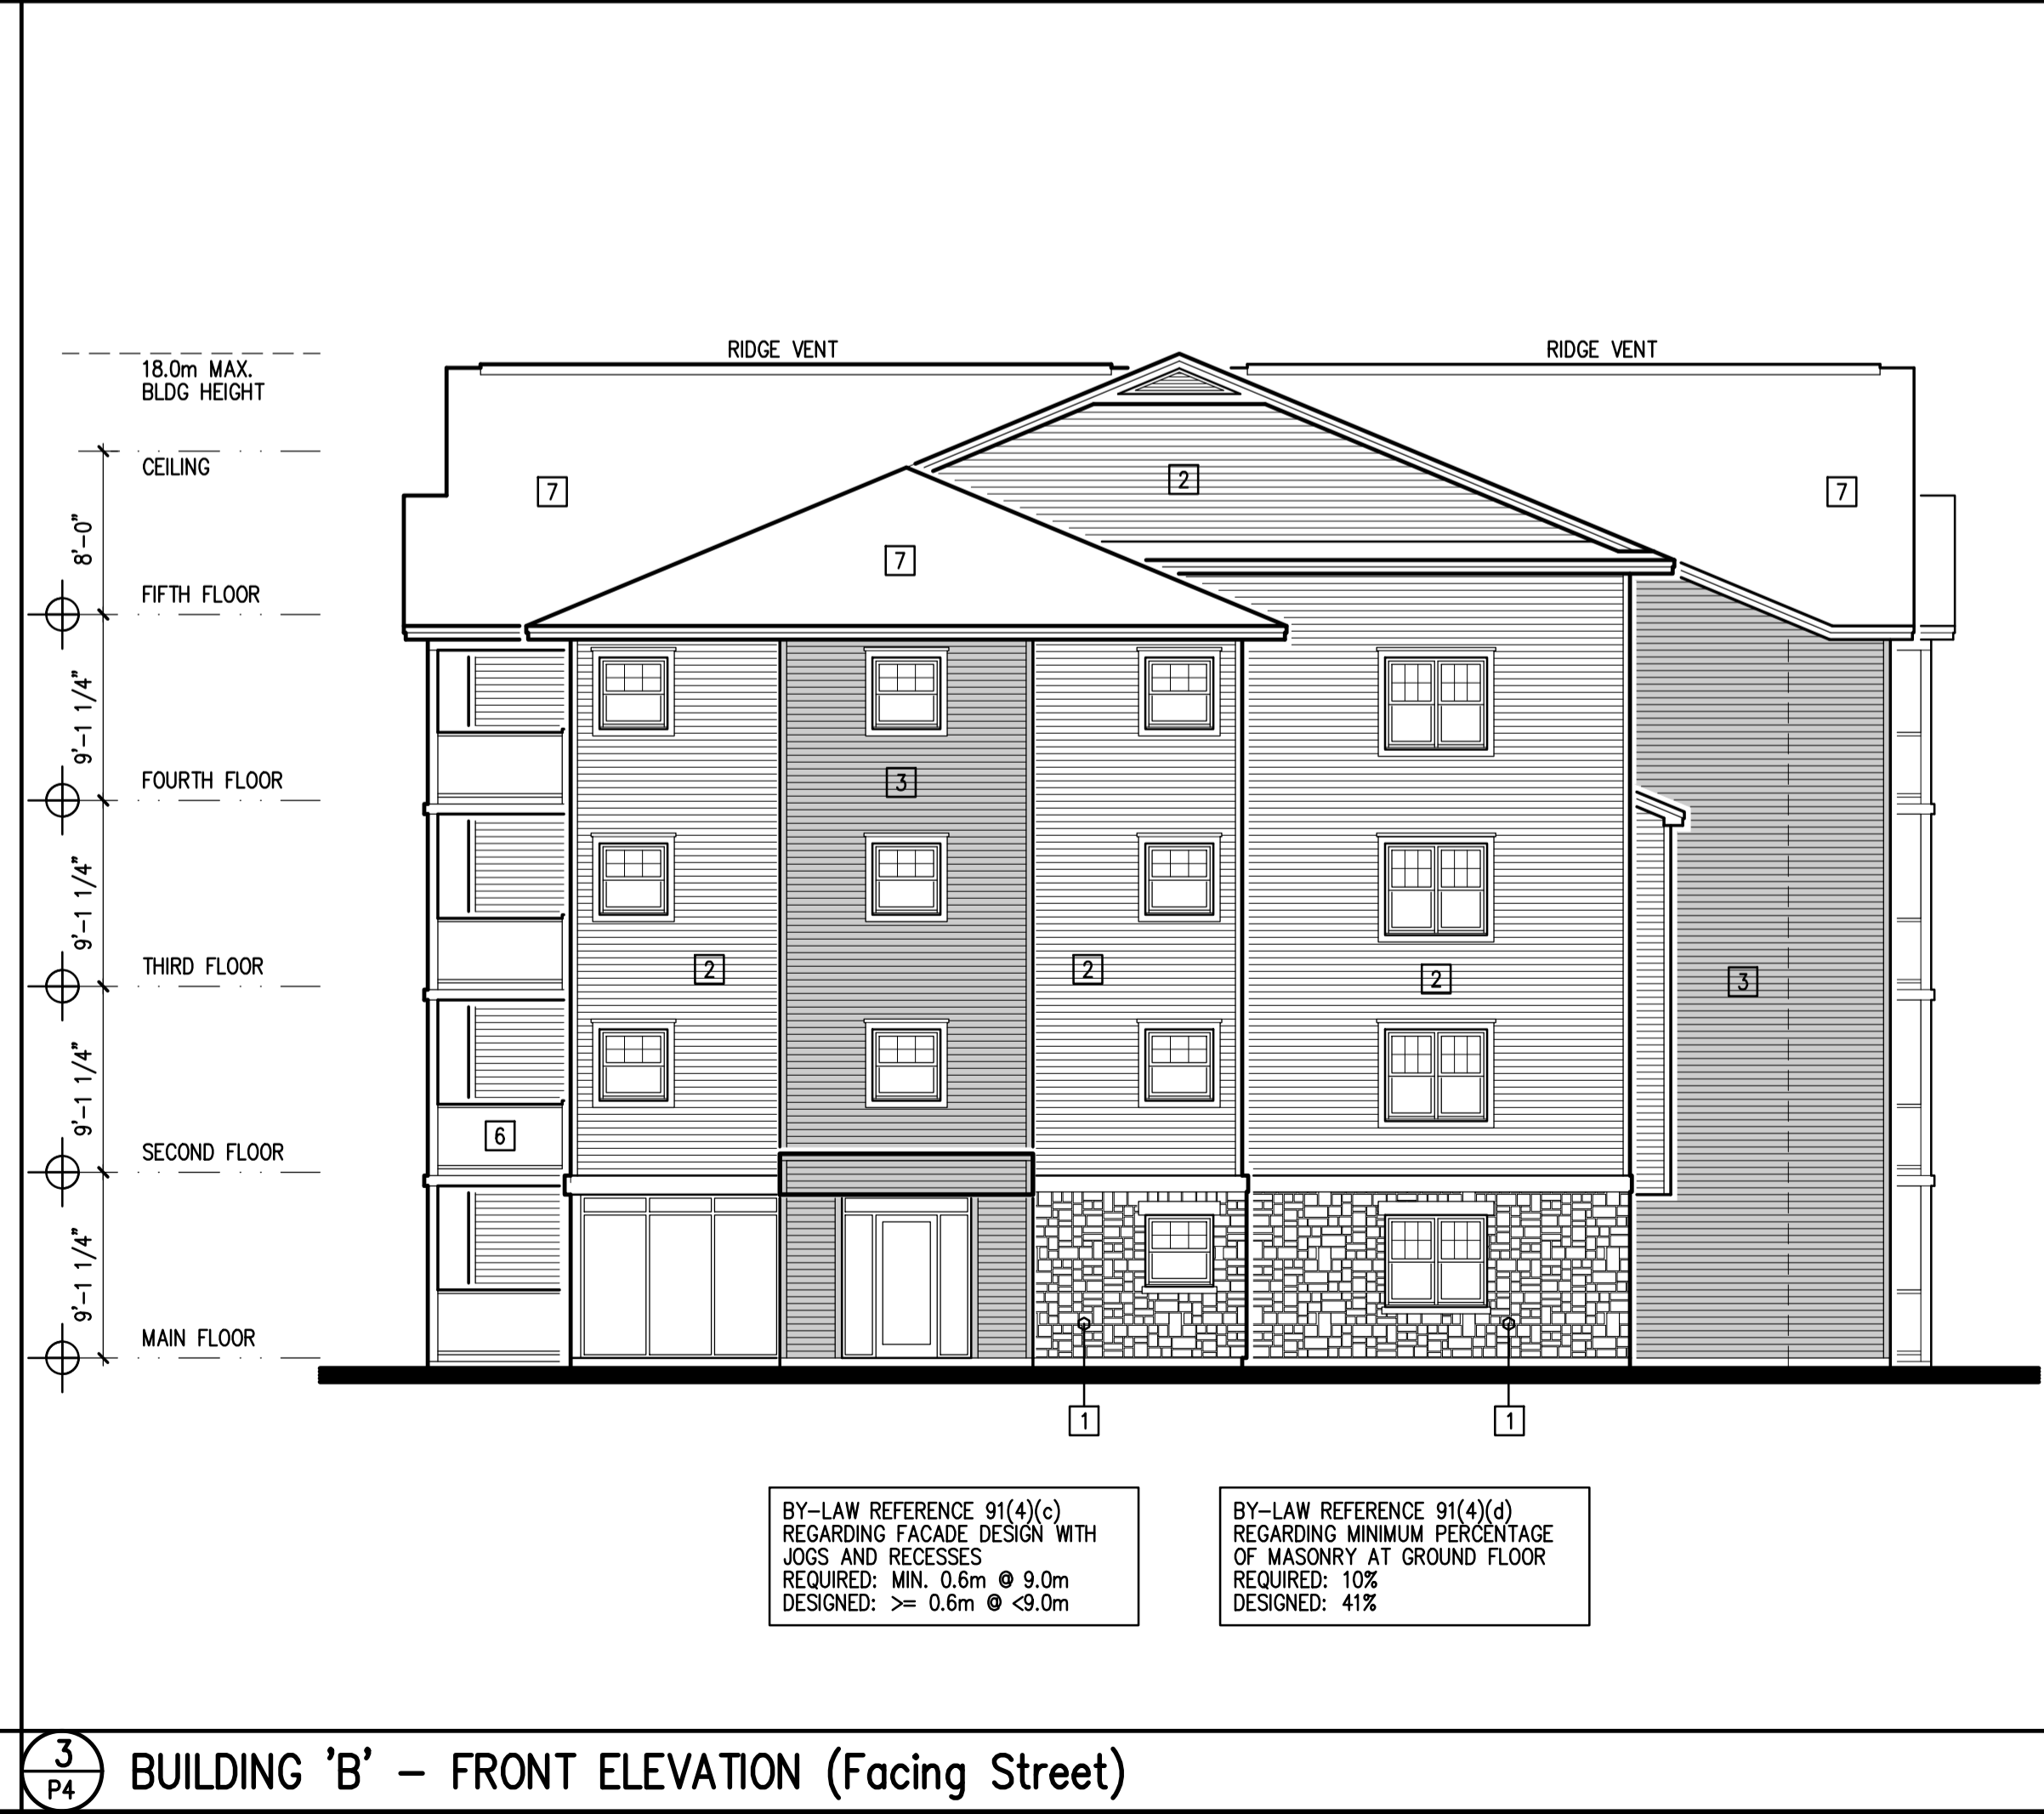 RIDGE VENT
RIDGE VENT
18.0m MAX.
BLDG HEIGHT
CEILING
8'-0"
FIFTH FLOOR
9'-1 1/4"
FOURTH FLOOR
9'-1 1/4"
THIRD FLOOR
9'-1 1/4"
SECOND FLOOR
9'-1 1/4"
MAIN FLOOR
2
7
7
7
3
2
2
2
3
6
1
1
BY-LAW REFERENCE 91(4)(c)
REGARDING FACADE DESIGN WITH
JOGS AND RECESSES
REQUIRED: MIN. 0.6m @ 9.0m
DESIGNED: >= 0.6m @ <9.0m
BY-LAW REFERENCE 91(4)(d)
REGARDING MINIMUM PERCENTAGE
OF MASONRY AT GROUND FLOOR
REQUIRED: 10%
DESIGNED: 41%
3
P4
BUILDING 'B' - FRONT ELEVATION (Facing Street)